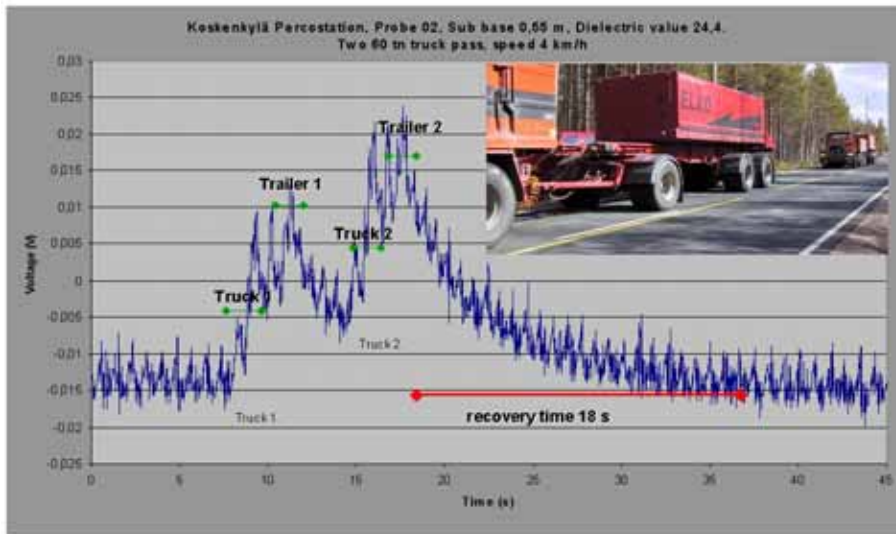 Koskenkylä Percostation. Probe 02. Sub base 0,55 m, Dielectric value 24,4.
Two 60 tn truck pass, speed 4 km/h
0,03
0,025
0,02
0,015
0,01
0,005
0
-0,005
-0,01
-0,015
-0,02
-0,025
Voltage (V)
Trailer 2
Trailer 1
Truck 2
Truck 1
Truck 2
Truck 1
recovery time 18 s
0 5 10 15 20 25 30 35 40 45
Time (s)